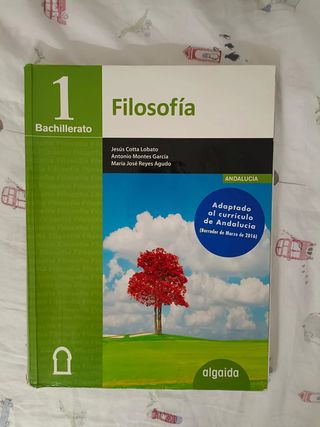 1
Bachillerato
Filosofía
Jesús Cotta Lobato
Antonio Montes García
María José Reyes Agudo
ANDALUCÍA
Adaptado
al currículo
de Andalucía
(Borrador de Marzo de 2016)
algaida